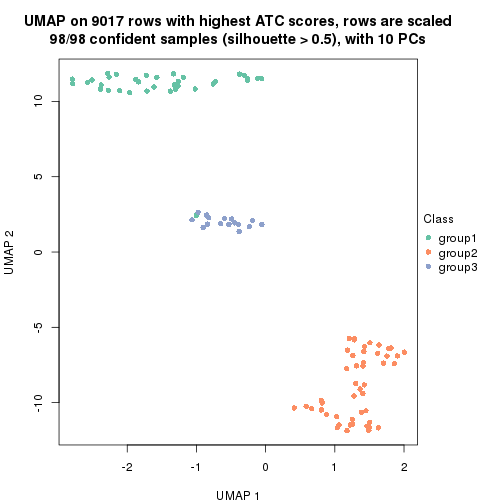 UMAP on 9017 rows with highest ATC scores, rows are scaled
98/98 confident samples (silhouette > 0.5), with 10 PCs
10
5
0
-5
-10
UMAP 2
-2
-1
0
1
2
UMAP 1
Class
group1
group2
group3